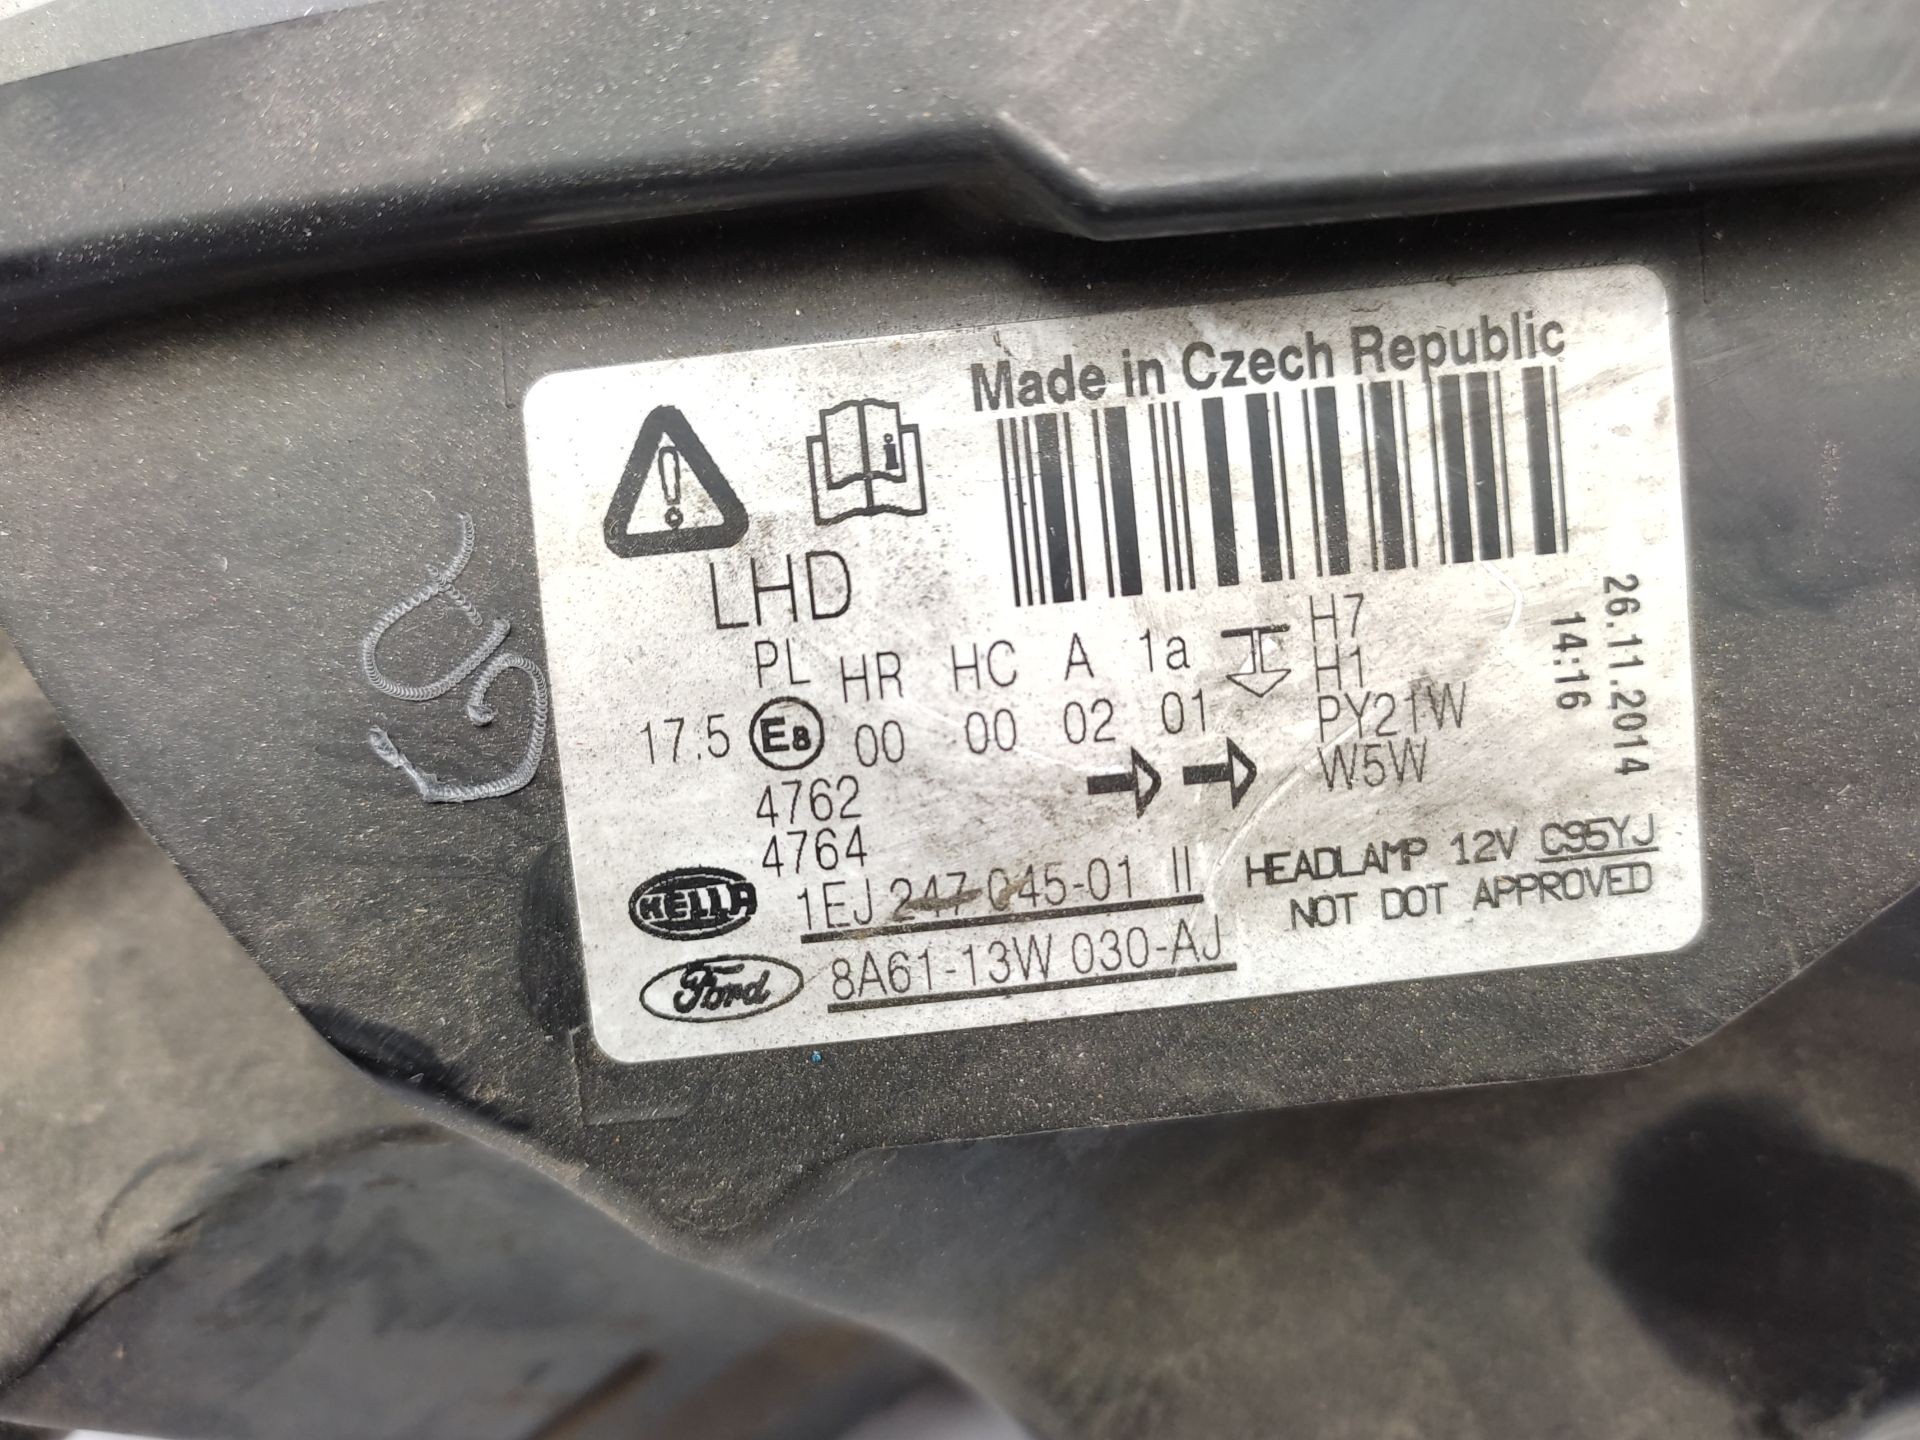 Made in Czech Republic
LHD
PL HR HC A 1a H7
H1
17.5 E8 00 00 02 01 PY21W
W5W
4762
4764
HELLA 1EJ 247 045-01 II
Ford 8A61-13W 030-AJ
HEADLAMP 12V C95YJ
NOT DOT APPROVED
26.11.2014
14:16